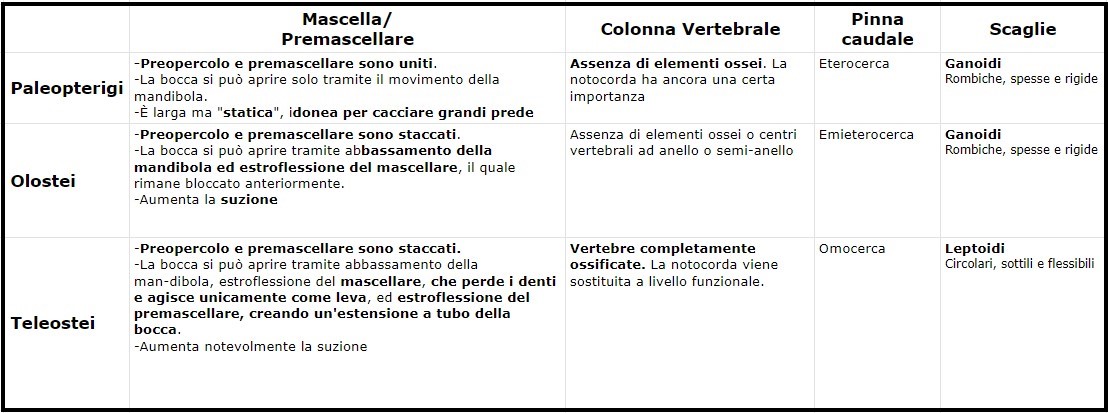 Mascella/
Premascellare
Colonna Vertebrale
Pinna
caudale
Scaglie
Paleopterigi
-Preopercolo e premascellare sono uniti.
-La bocca si può aprire solo tramite il movimento della
mandibola.
-È larga ma "statica", idonea per cacciare grandi prede
Assenza di elementi ossei. La
notocorda ha ancora una certa
importanza
Eterocerca
Ganoidi
Rombiche, spesse e rigide
Olostei
-Preopercolo e premascellare sono staccati.
-La bocca si può aprire tramite abbassamento della
mandibola ed estroflessione del mascellare, il quale
rimane bloccato anteriormente.
-Aumenta la suzione
Assenza di elementi ossei o centri
vertebrali ad anello o semi-anello
Emieterocerca
Ganoidi
Rombiche, spesse e rigide
Teleostei
-Preopercolo e premascellare sono staccati.
-La bocca si può aprire tramite abbassamento della
man-dibola, estroflessione del mascellare, che perde i denti
e agisce unicamente come leva, ed estroflessione del
premascellare, creando un'estensione a tubo della
bocca.
-Aumenta notevolmente la suzione
Vertebre completamente
ossificate. La notocorda viene
sostituita a livello funzionale.
Omocerca
Leptoidi
Circolari, sottili e flessibili